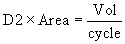 D2 × Area = Vol
cycle